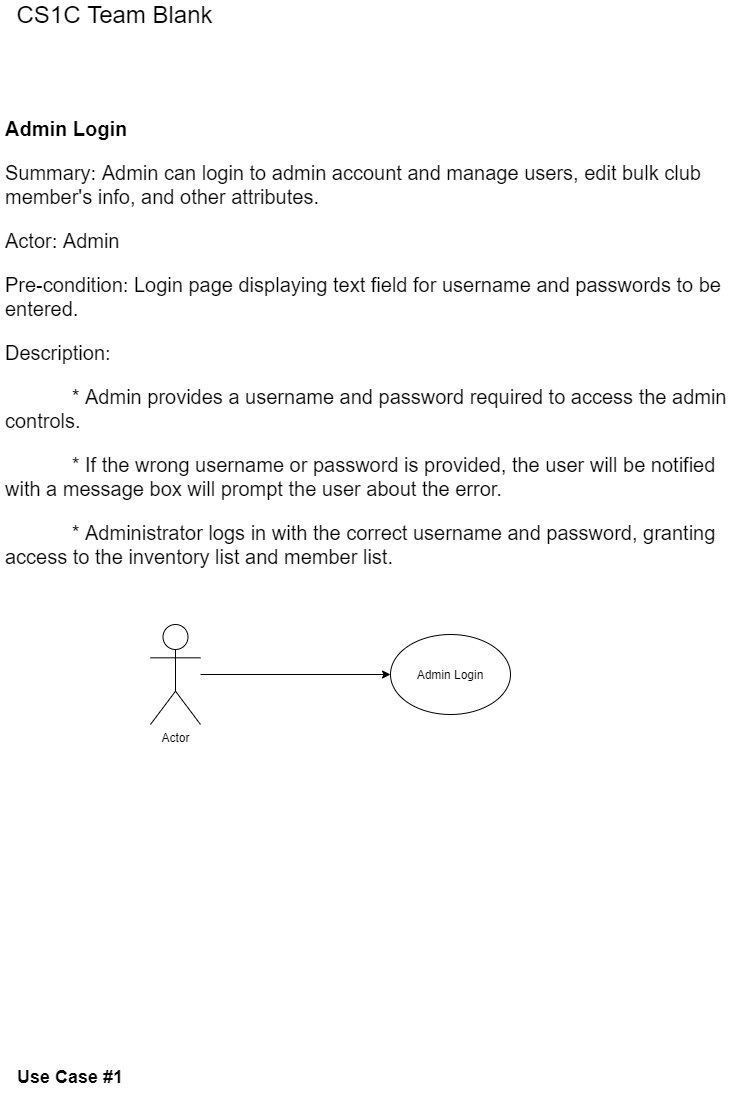 CS1C Team Blank
Admin Login
Summary: Admin can login to admin account and manage users, edit bulk club
member's info, and other attributes.
Actor: Admin
Pre-condition: Login page displaying text field for username and passwords to be
entered.
Description:
* Admin provides a username and password required to access the admin
controls.
* If the wrong username or password is provided, the user will be notified
with a message box will prompt the user about the error.
* Administrator logs in with the correct username and password, granting
access to the inventory list and member list.
Admin Login
Actor
Use Case #1